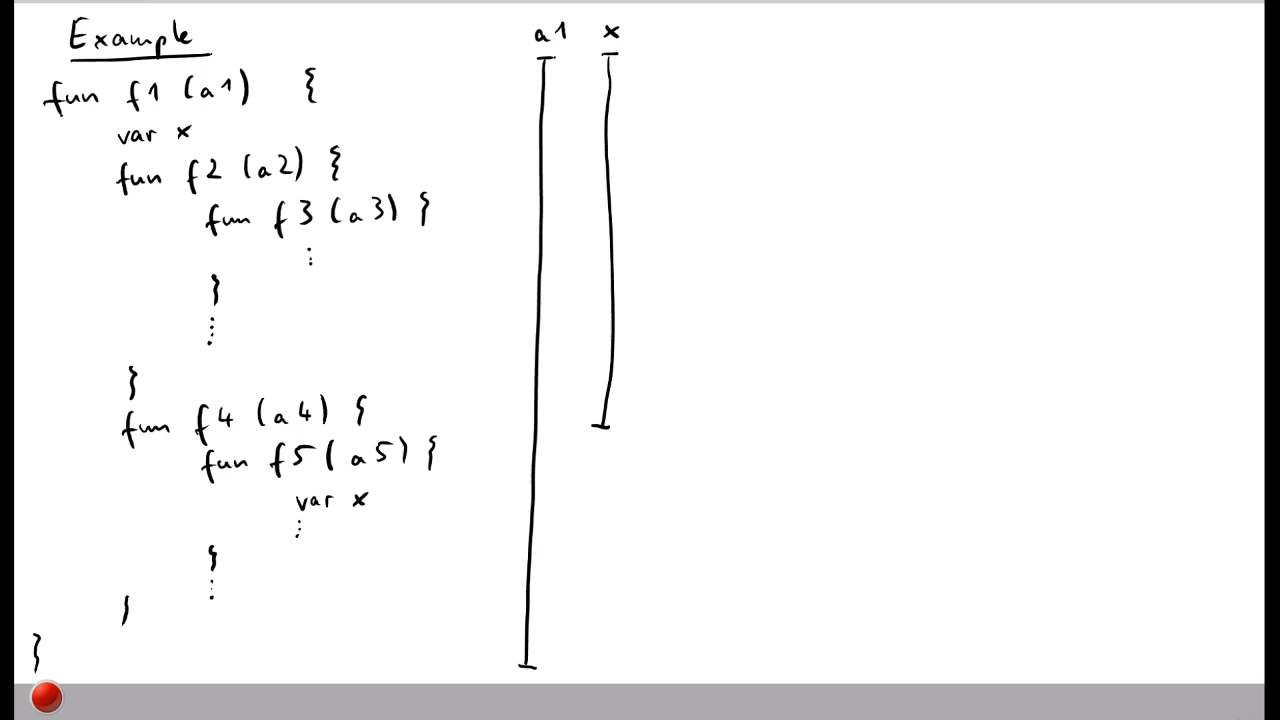 Example a1 x
fun f1 (a1) {
var x
fun f2 (a2) {
fun f3 (a3) {
⋮
}
⋮
}
fun f4 (a4) {
fun f5 (a5) {
var x
⋮
}
⋮
}
}